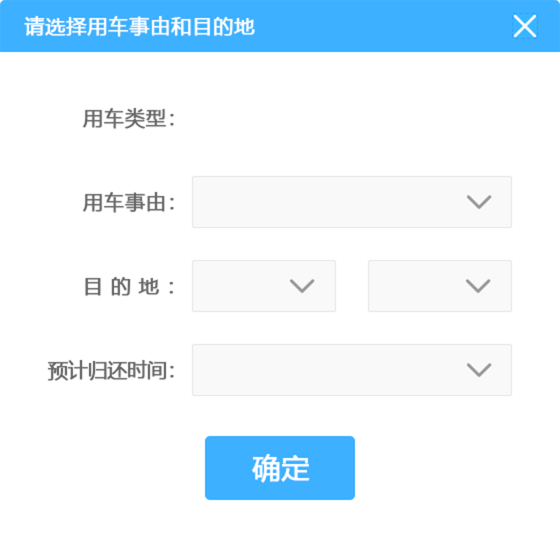 请选择用车事由和目的地
用车类型：
用车事由：
目的地：
预计归还时间：
确定